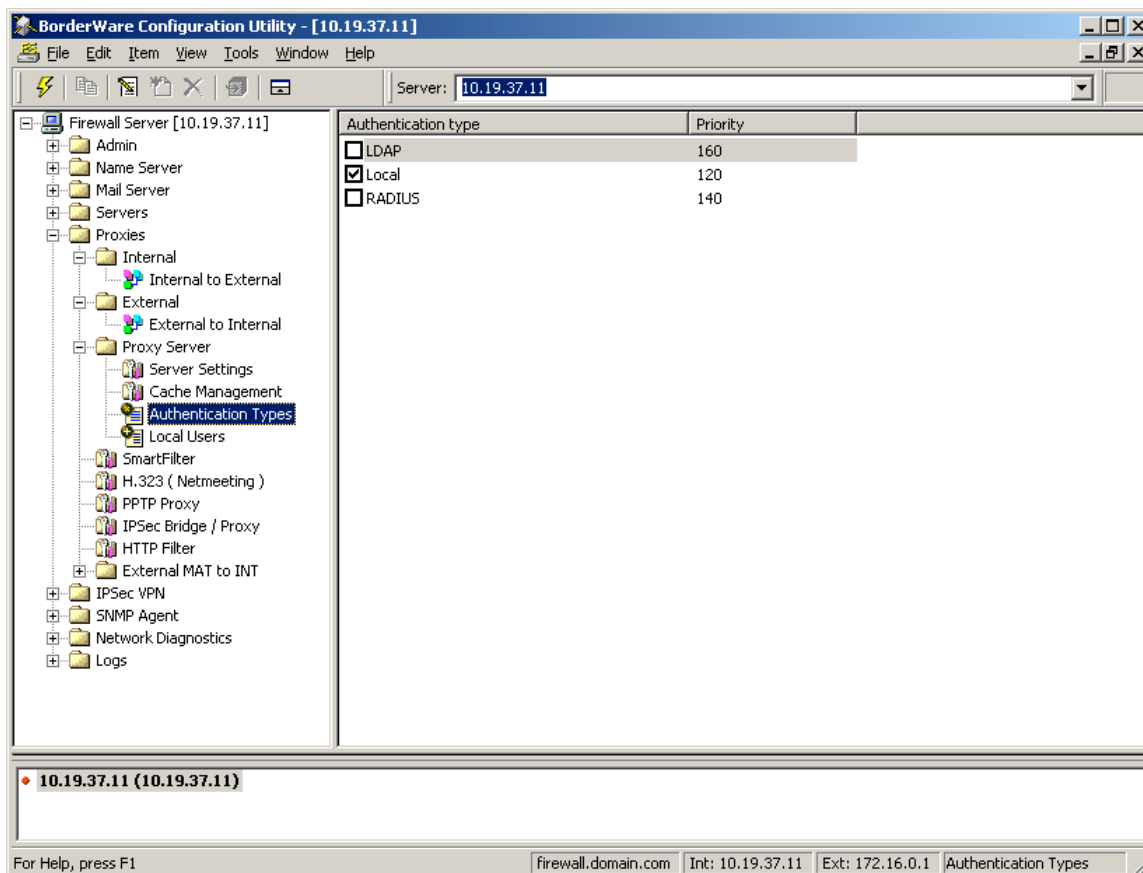 BorderWare Configuration Utility - [10.19.37.11]
File Edit Item View Tools Window Help
Server: 10.19.37.11
Firewall Server [10.19.37.11]
Admin
Name Server
Mail Server
Servers
Proxies
Internal
Internal to External
External
External to Internal
Proxy Server
Server Settings
Cache Management
Authentication Types
Local Users
SmartFilter
H.323 ( Netmeeting )
PPTP Proxy
IPSec Bridge / Proxy
HTTP Filter
External MAT to INT
IPSec VPN
SNMP Agent
Network Diagnostics
Logs
Authentication type Priority
LDAP 160
Local 120
RADIUS 140
10.19.37.11 (10.19.37.11)
For Help, press F1 firewall.domain.com Int: 10.19.37.11 Ext: 172.16.0.1 Authentication Types